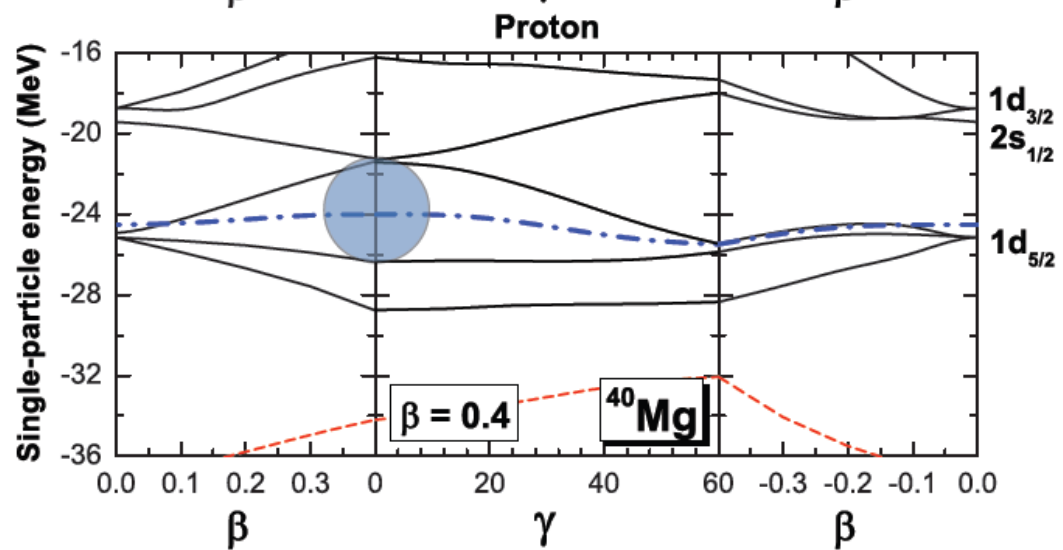 Proton
Single-particle energy (MeV)
-16
-20
-24
-28
-32
-36
1d3/2
2s1/2
1d5/2
β = 0.4
40Mg
0.0 0.1 0.2 0.3 0 20 40 60 -0.3 -0.2 -0.1 0.0
β γ β